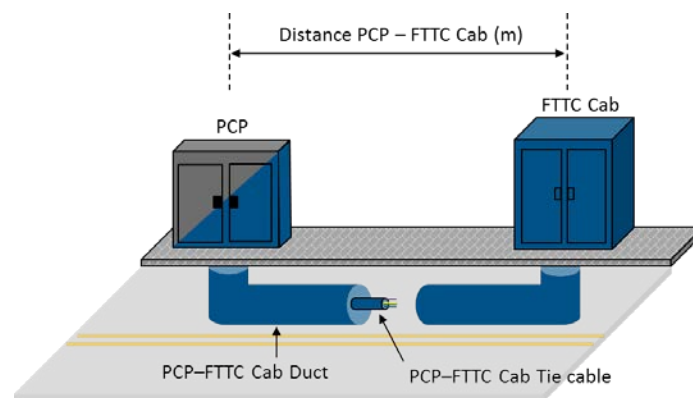 Distance PCP – FTTC Cab (m)
FTTC Cab
PCP
PCP–FTTC Cab Duct
PCP–FTTC Cab Tie cable